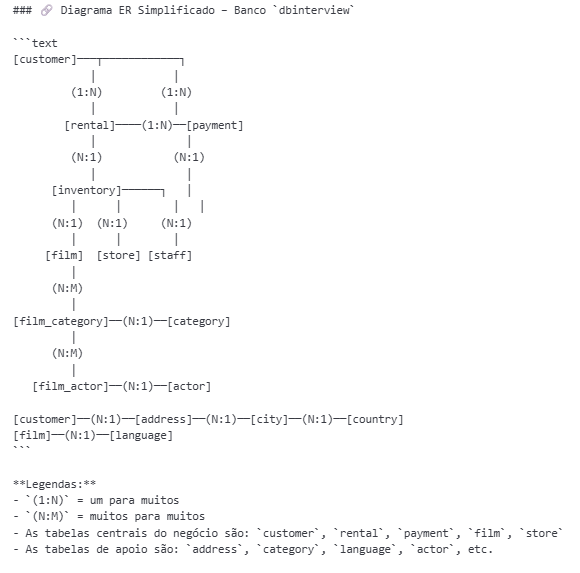 ### 🔗 Diagrama ER Simplificado – Banco `dbinterview`
```text
[customer]───┬────────────┐
            │            │
         (1:N)         (1:N)
            │            │
        [rental]────(1:N)──[payment]
            │              │
         (N:1)           (N:1)
            │              │
      [inventory]──────┐   │
         │      │        │   │
      (N:1)  (N:1)     (N:1)
         │      │        │
     [film]  [store] [staff]
         │
      (N:M)
         │
[film_category]──(N:1)──[category]
         │
      (N:M)
         │
   [film_actor]──(N:1)──[actor]
[customer]──(N:1)──[address]──(N:1)──[city]──(N:1)──[country]
[film]──(N:1)──[language]
```
**Legendas:**
- `(1:N)` = um para muitos
- `(N:M)` = muitos para muitos
- As tabelas centrais do negócio são: `customer`, `rental`, `payment`, `film`, `store`
- As tabelas de apoio são: `address`, `category`, `language`, `actor`, etc.